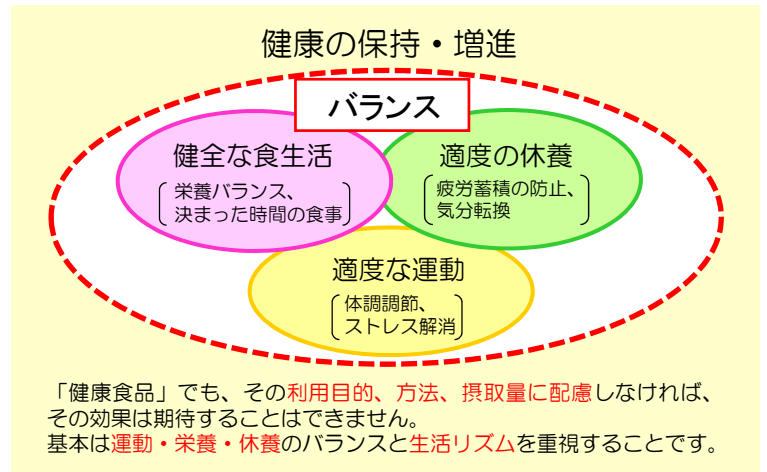 健康の保持・増進
バランス
健全な食生活
栄養バランス、
決まった時間の食事
適度の休養
疲労蓄積の防止、
気分転換
適度な運動
体調調節、
ストレス解消
「健康食品」でも、その利用目的、方法、摂取量に配慮しなければ、
その効果は期待することはできません。
基本は運動・栄養・休養のバランスと生活リズムを重視することです。